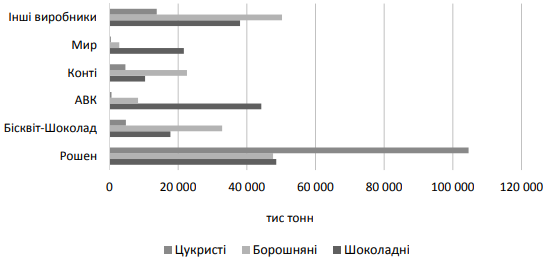 Інші виробники
Мир
Конті
АВК
Бісквіт-Шоколад
Рошен
0 20 000 40 000 60 000 80 000 100 000 120 000
тис тонн
Цукристі Борошняні Шоколадні